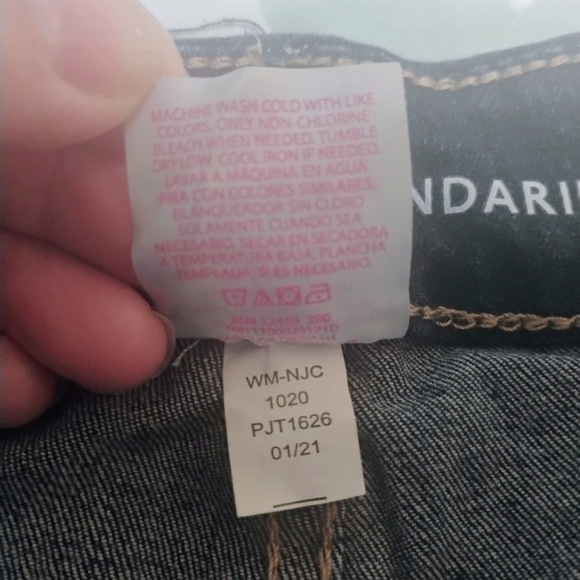 MACHINE WASH COLD WITH LIKE
COLORS. ONLY NON-CHLORINE
BLEACH WHEN NEEDED. TUMBLE
DRY LOW. COOL IRON IF NEEDED.
LAVAR A MÁQUINA EN AGUA
FRÍA CON COLORES SIMILARES.
BLANQUEADOR SIN CLORO
SOLAMENTE CUANDO SEA
NECESARIO. SECAR EN SECADORA
A TEMPERATURA BAJA. PLANCHA
TEMPLADA, SI ES NECESARIO.
NDARI
WM-NJC
1020
PJT1626
01/21